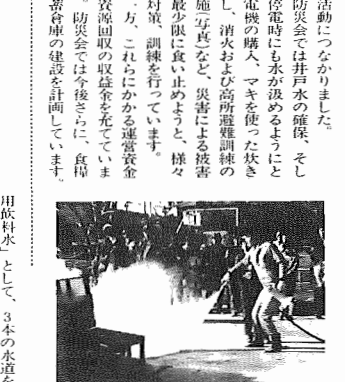 活動につながりました。
防災会では井戸水の確保、そし
停電時にも水が汲めるようにと
電機の購入、マキを使った炊き
し、消火および高所避難訓練の
施(写真)など、災害による被害
最少限に食い止めようと、様々
対策、訓練を行っています。
方、これらにかかる運営資金
資源回収の収益金を充てていま
。防災会では今後さらに、食糧
蓄倉庫の建設を計画しています。
用飲料水」として、3本の水道を